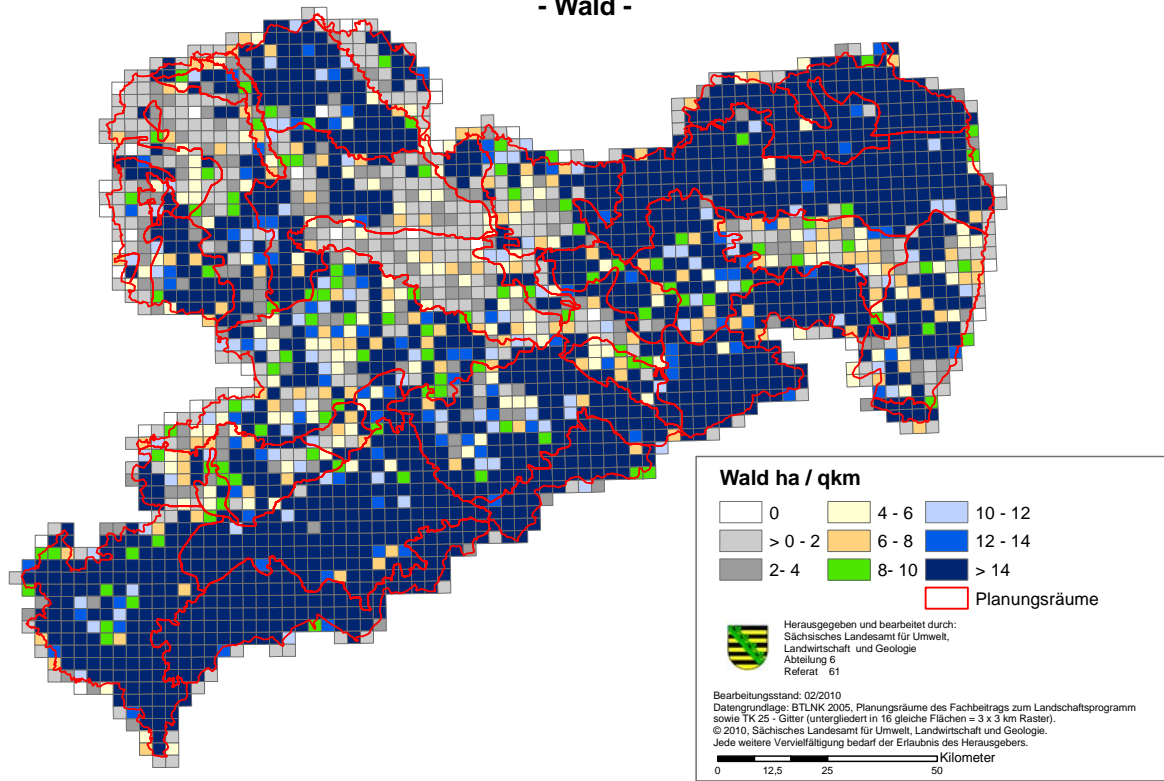 - Wald -
Wald ha / qkm
0
> 0 - 2
2- 4
4 - 6
6 - 8
8- 10
10 - 12
12 - 14
> 14
Planungsräume
Herausgegeben und bearbeitet durch:
Sächsisches Landesamt für Umwelt,
Landwirtschaft und Geologie
Abteilung 6
Referat 61
Bearbeitungsstand: 02/2010
Datengrundlage: BTLNK 2005, Planungsräume des Fachbeitrags zum Landschaftsprogramm
sowie TK 25 - Gitter (untergliedert in 16 gleiche Flächen = 3 x 3 km Raster).
© 2010, Sächsisches Landesamt für Umwelt, Landwirtschaft und Geologie.
Jede weitere Vervielfältigung bedarf der Erlaubnis des Herausgebers.
Kilometer
0 12,5 25 50